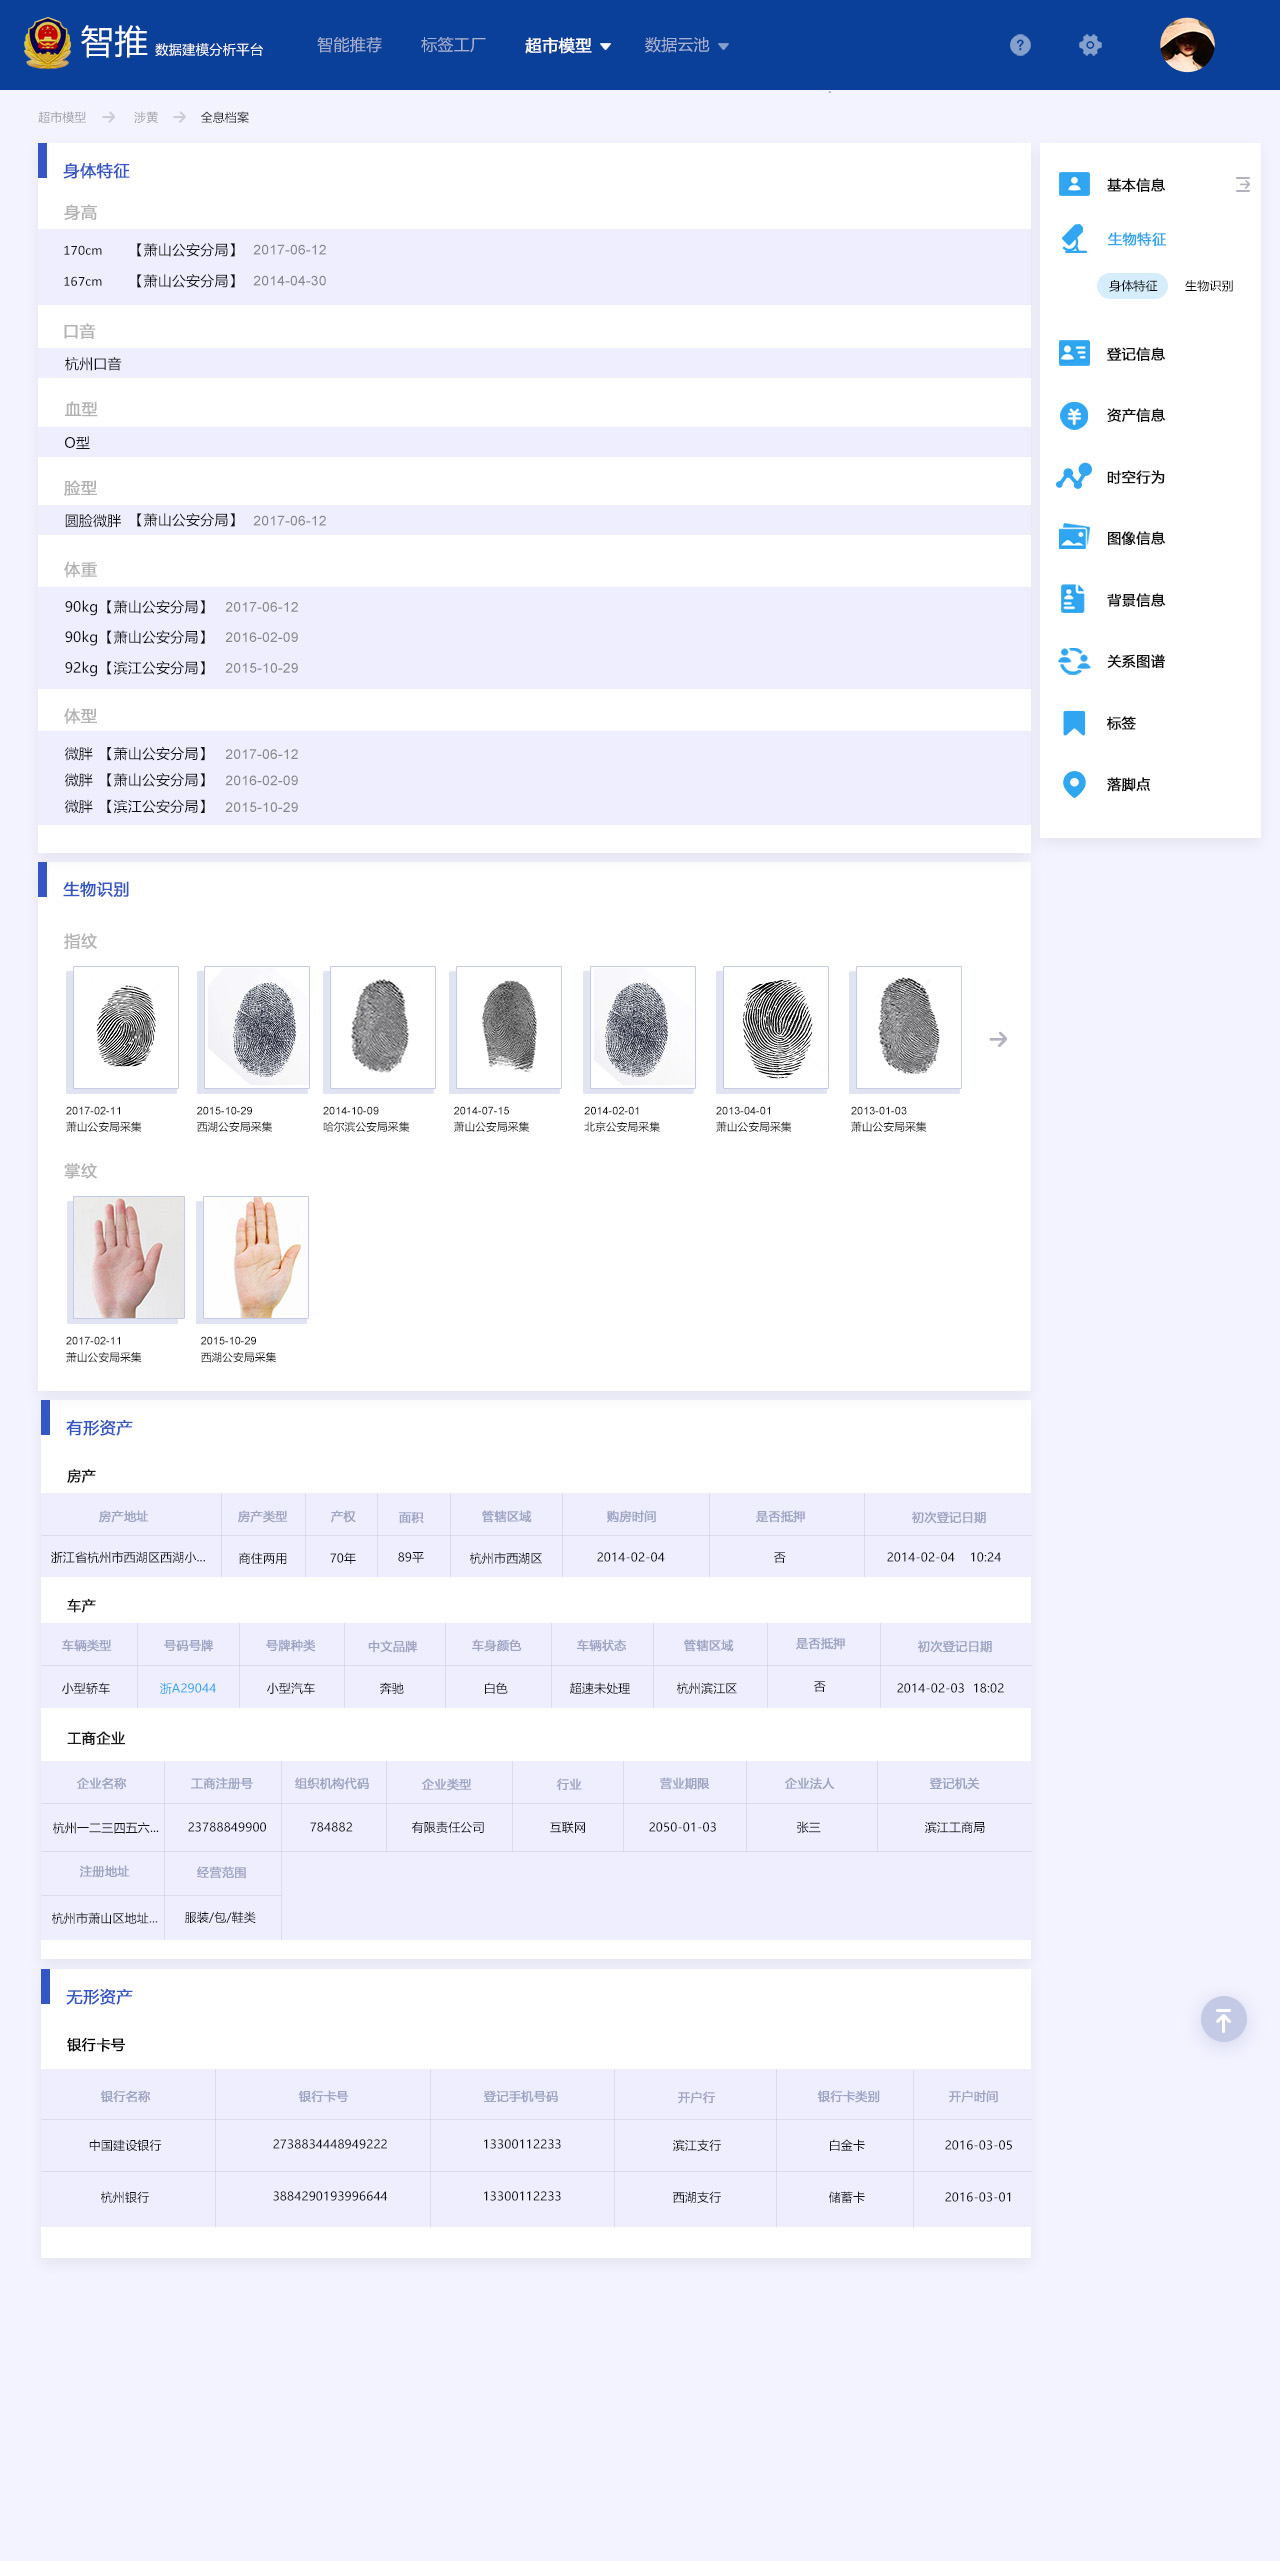 智推 数据建模分析平台 智能推荐 标签工厂 超市模型 数据云池
超市模型 涉黄 全息档案
身体特征
身高
170cm 【萧山公安分局】 2017-06-12
167cm 【萧山公安分局】 2014-04-30
口音
杭州口音
血型
O型
脸型
圆脸微胖 【萧山公安分局】 2017-06-12
体重
90kg【萧山公安分局】 2017-06-12
90kg【萧山公安分局】 2016-02-09
92kg【滨江公安分局】 2015-10-29
体型
微胖 【萧山公安分局】 2017-06-12
微胖 【萧山公安分局】 2016-02-09
微胖 【滨江公安分局】 2015-10-29
基本信息
生物特征
身体特征 生物识别
登记信息
资产信息
时空行为
图像信息
背景信息
关系图谱
标签
落脚点
生物识别
指纹
2017-02-11 2015-10-29 2014-10-09 2014-07-15 2014-02-01 2013-04-01 2013-01-03
萧山公安局采集 西湖公安局采集 哈尔滨公安局采集 萧山公安局采集 北京公安局采集 萧山公安局采集 萧山公安局采集
掌纹
2017-02-11 2015-10-29
萧山公安局采集 西湖公安局采集
有形资产
房产
房产地址 房产类型 产权 面积 管辖区域 购房时间 是否抵押 初次登记日期
浙江省杭州市西湖区西湖小... 商住两用 70年 89平 杭州市西湖区 2014-02-04 否 2014-02-04 10:24
车产
车辆类型 号码号牌 号牌种类 中文品牌 车身颜色 车辆状态 管辖区域 是否抵押 初次登记日期
小型轿车 浙A29044 小型汽车 奔驰 白色 超速未处理 杭州滨江区 否 2014-02-03 18:02
工商企业
企业名称 工商注册号 组织机构代码 企业类型 行业 营业期限 企业法人 登记机关
杭州一二三四五六... 23788849900 784882 有限责任公司 互联网 2050-01-03 张三 滨江工商局
注册地址 经营范围
杭州市萧山区地址... 服装/包/鞋类
无形资产
银行卡号
银行名称 银行卡号 登记手机号码 开户行 银行卡类别 开户时间
中国建设银行 2738834448949222 13300112233 滨江支行 白金卡 2016-03-05
杭州银行 3884290193996644 13300112233 西湖支行 储蓄卡 2016-03-01